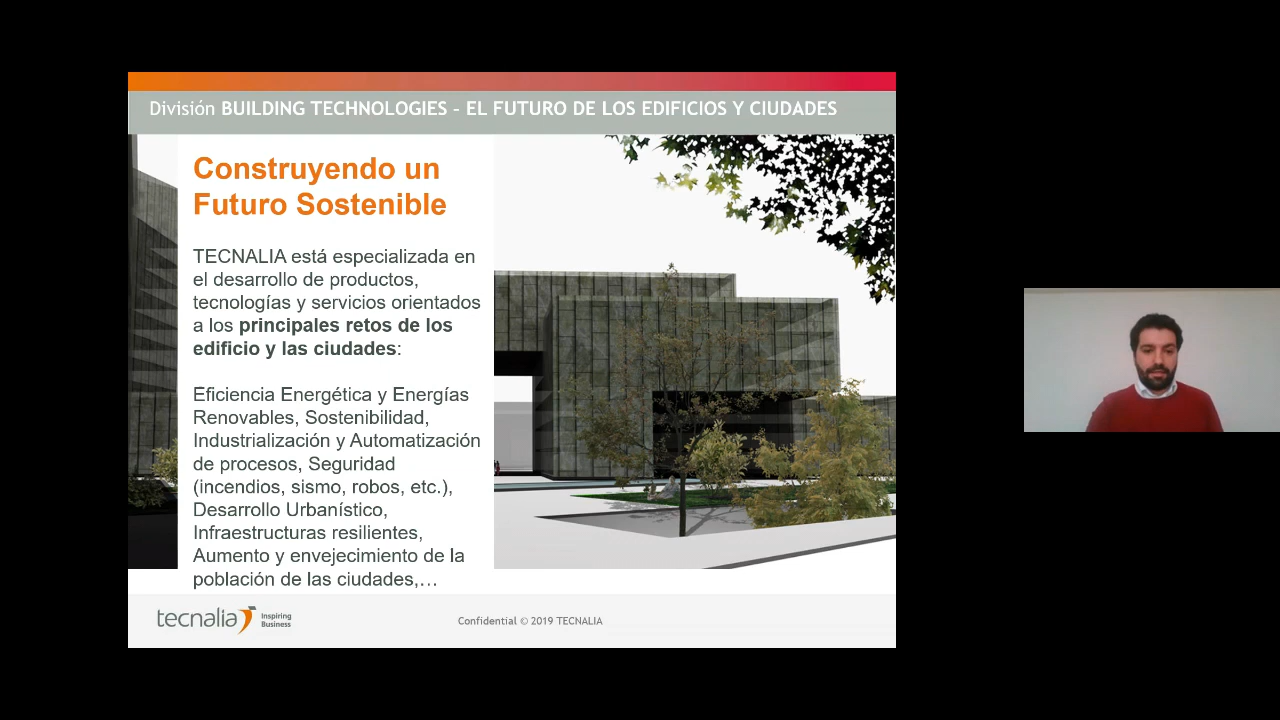 División BUILDING TECHNOLOGIES - EL FUTURO DE LOS EDIFICIOS Y CIUDADES
Construyendo un
Futuro Sostenible
TECNALIA está especializada en
el desarrollo de productos,
tecnologías y servicios orientados
a los principales retos de los
edificio y las ciudades:
Eficiencia Energética y Energías
Renovables, Sostenibilidad,
Industrialización y Automatización
de procesos, Seguridad
(incendios, sismo, robos, etc.),
Desarrollo Urbanístico,
Infraestructuras resilientes,
Aumento y envejecimiento de la
población de las ciudades,…
tecnalia Inspiring
Business
Confidential © 2019 TECNALIA